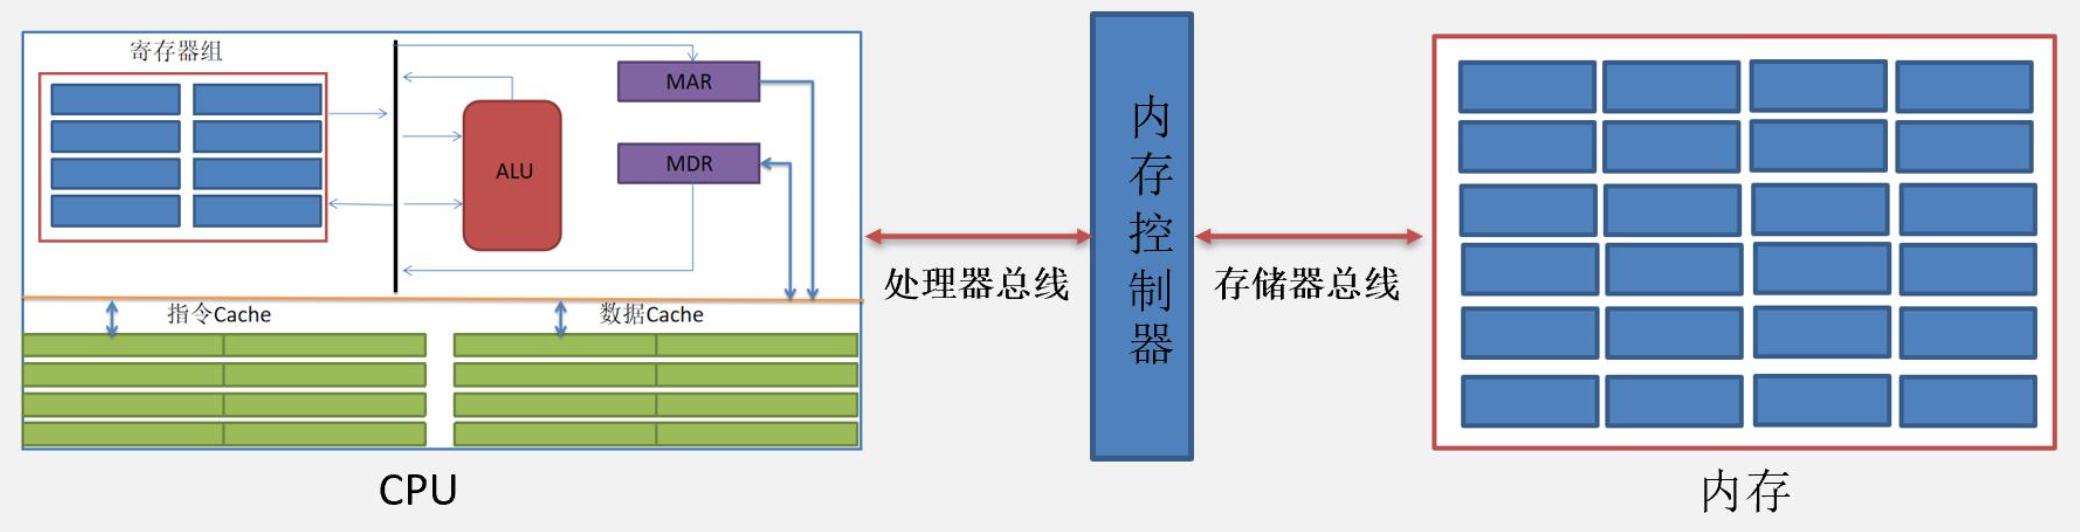 寄存器组
MAR
MDR
ALU
指令Cache
数据Cache
CPU
处理器总线
内存控制器
存储器总线
内存